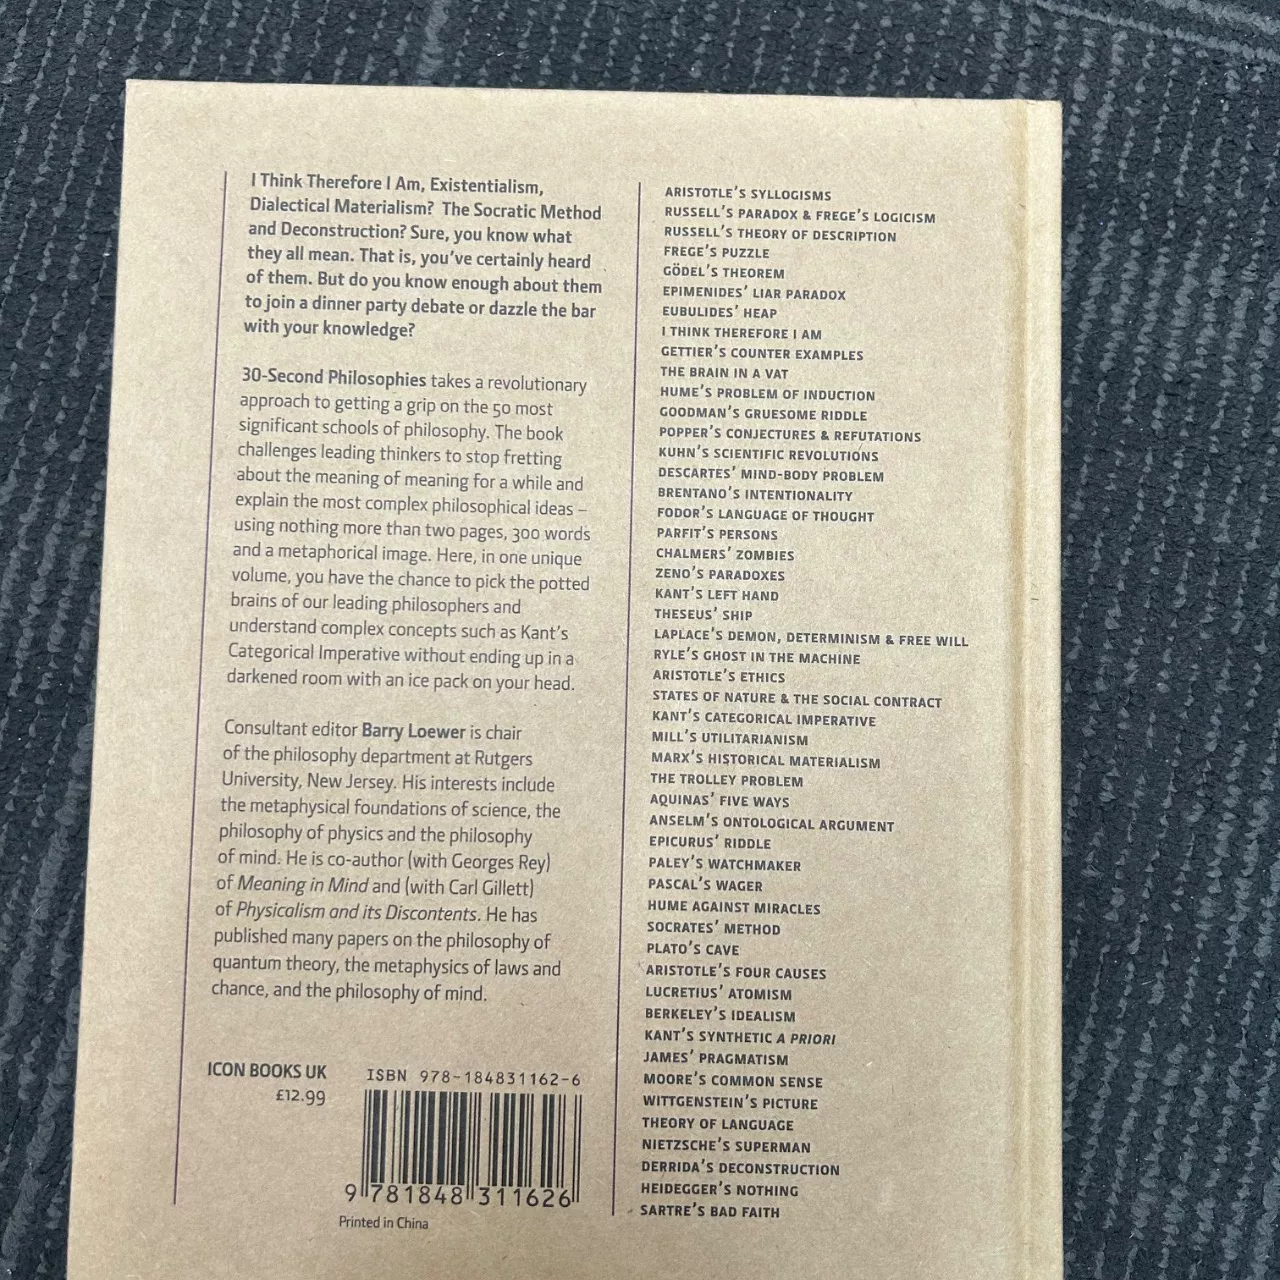 I Think Therefore I Am, Existentialism,
Dialectical Materialism? The Socratic Method
and Deconstruction? Sure, you know what
they all mean. That is, you've certainly heard
of them. But do you know enough about them
to join a dinner party debate or dazzle the bar
with your knowledge?
30-Second Philosophies takes a revolutionary
approach to getting a grip on the 50 most
significant schools of philosophy. The book
challenges leading thinkers to stop fretting
about the meaning of meaning for a while and
explain the most complex philosophical ideas –
using nothing more than two pages, 300 words
and a metaphorical image. Here, in one unique
volume, you have the chance to pick the potted
brains of our leading philosophers and
understand complex concepts such as Kant's
Categorical Imperative without ending up in a
darkened room with an ice pack on your head.
Consultant editor Barry Loewer is chair
of the philosophy department at Rutgers
University, New Jersey. His interests include
the metaphysical foundations of science, the
philosophy of physics and the philosophy
of mind. He is co-author (with Georges Rey)
of Meaning in Mind and (with Carl Gillett)
of Physicalism and its Discontents. He has
published many papers on the philosophy of
quantum theory, the metaphysics of laws and
chance, and the philosophy of mind.
ICON BOOKS UK
£12.99
ISBN 978-184831162-6
9 781848 311626
Printed in China
ARISTOTLE'S SYLLOGISMS
RUSSELL'S PARADOX & FREGE'S LOGICISM
RUSSELL'S THEORY OF DESCRIPTION
FREGE'S PUZZLE
GÖDEL'S THEOREM
EPIMENIDES' LIAR PARADOX
EUBULIDES' HEAP
I THINK THEREFORE I AM
GETTIER'S COUNTER EXAMPLES
THE BRAIN IN A VAT
HUME'S PROBLEM OF INDUCTION
GOODMAN'S GRUESOME RIDDLE
POPPER'S CONJECTURES & REFUTATIONS
KUHN'S SCIENTIFIC REVOLUTIONS
DESCARTES' MIND-BODY PROBLEM
BRENTANO'S INTENTIONALITY
FODOR'S LANGUAGE OF THOUGHT
PARFIT'S PERSONS
CHALMERS' ZOMBIES
ZENO'S PARADOXES
KANT'S LEFT HAND
THESEUS' SHIP
LAPLACE'S DEMON, DETERMINISM & FREE WILL
RYLE'S GHOST IN THE MACHINE
ARISTOTLE'S ETHICS
STATES OF NATURE & THE SOCIAL CONTRACT
KANT'S CATEGORICAL IMPERATIVE
MILL'S UTILITARIANISM
MARX'S HISTORICAL MATERIALISM
THE TROLLEY PROBLEM
AQUINAS' FIVE WAYS
ANSELM'S ONTOLOGICAL ARGUMENT
EPICURUS' RIDDLE
PALEY'S WATCHMAKER
PASCAL'S WAGER
HUME AGAINST MIRACLES
SOCRATES' METHOD
PLATO'S CAVE
ARISTOTLE'S FOUR CAUSES
LUCRETIUS' ATOMISM
BERKELEY'S IDEALISM
KANT'S SYNTHETIC A PRIORI
JAMES' PRAGMATISM
MOORE'S COMMON SENSE
WITTGENSTEIN'S PICTURE
THEORY OF LANGUAGE
NIETZSCHE'S SUPERMAN
DERRIDA'S DECONSTRUCTION
HEIDEGGER'S NOTHING
SARTRE'S BAD FAITH